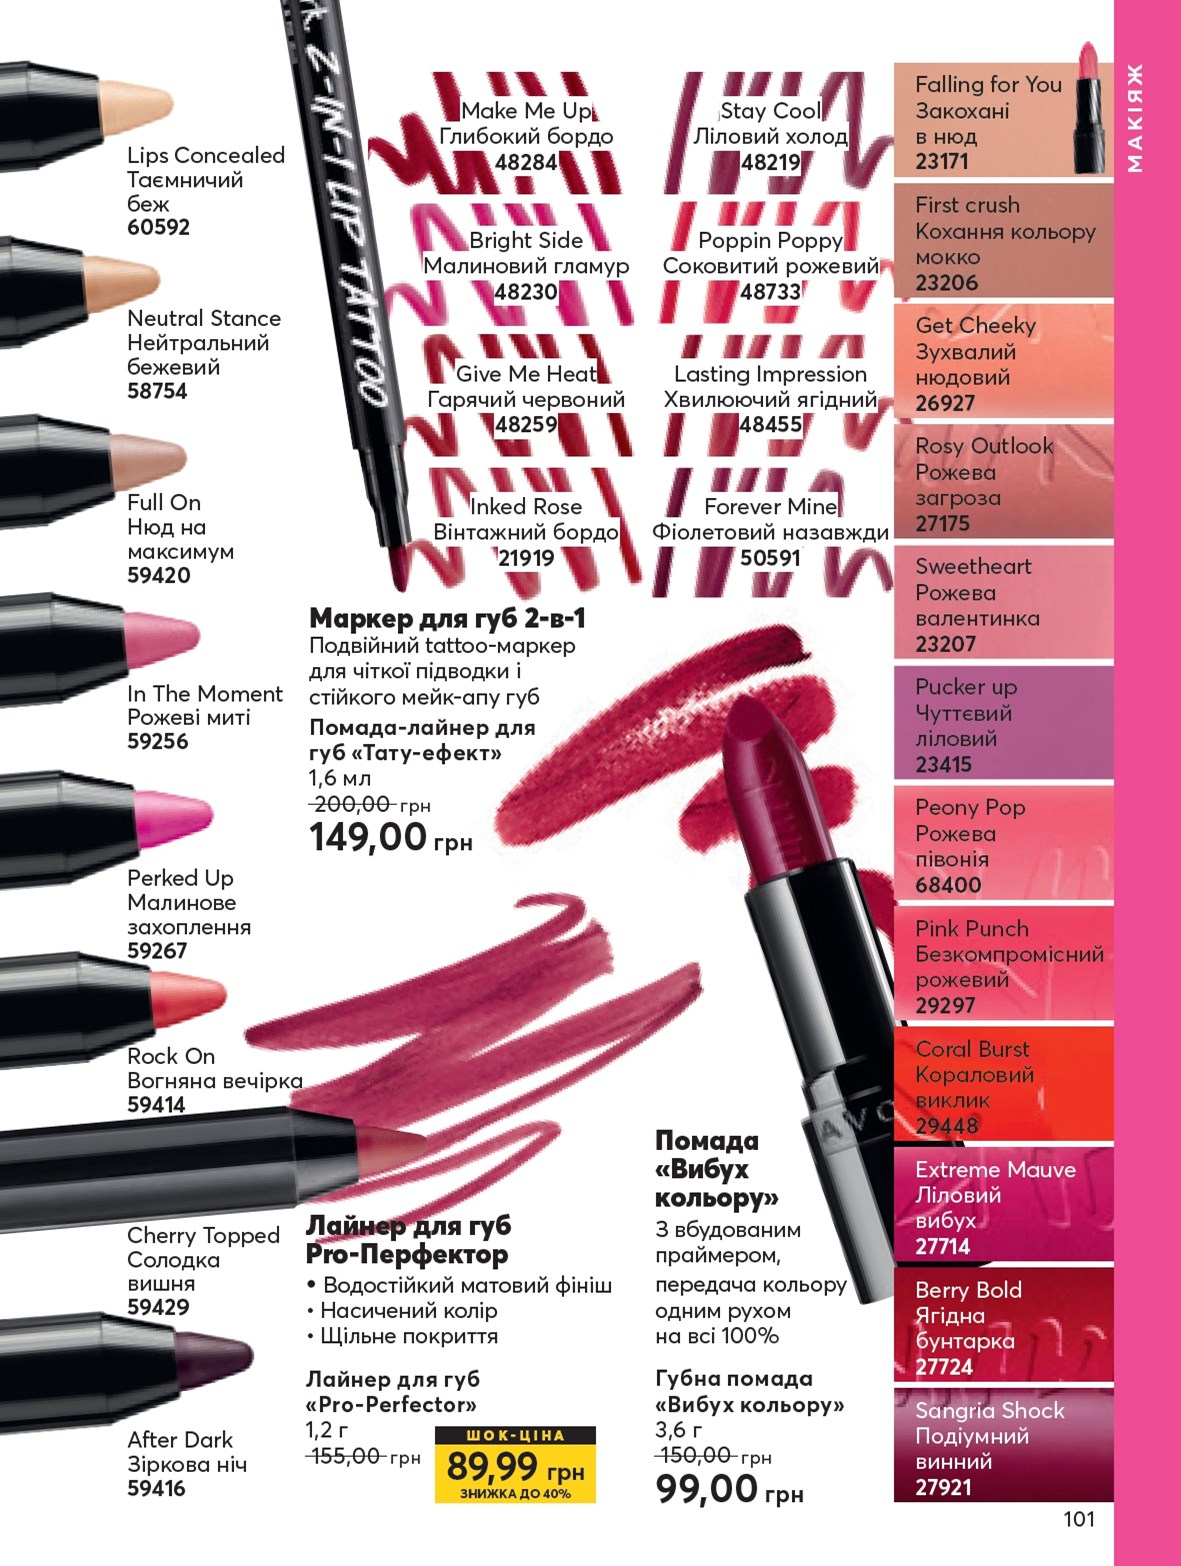 МАКІЯЖ
Lips Concealed
Таємничий
беж
60592
Neutral Stance
Нейтральний
бежевий
58754
Full On
Нюд на
максимум
59420
In The Moment
Рожеві миті
59256
Perked Up
Малинове
захоплення
59267
Rock On
Вогняна вечірка
59414
Cherry Topped
Солодка
вишня
59429
After Dark
Зіркова ніч
59416
2-IN-1 LIP TATTOO
Make Me Up
Глибокий бордо
48284
Stay Cool
Ліловий холод
48219
Bright Side
Малиновий гламур
48230
Poppin Poppy
Соковитий рожевий
48733
Give Me Heat
Гарячий червоний
48259
Lasting Impression
Хвилюючий ягідний
48455
Inked Rose
Вінтажний бордо
21919
Forever Mine
Фіолетовий назавжди
50591
Маркер для губ 2-в-1
Подвійний tattoo-маркер
для чіткої підводки і
стійкого мейк-апу губ
Помада-лайнер для
губ «Тату-ефект»
1,6 мл
200,00 грн
149,00 грн
Лайнер для губ
Pro-Перфектор
• Водостійкий матовий фініш
• Насичений колір
• Щільне покриття
Лайнер для губ
«Pro-Perfector»
1,2 г
155,00 грн
ШОК-ЦІНА
89,99 грн
ЗНИЖКА ДО 40%
AVO
Помада
«Вибух
кольору»
З вбудованим
праймером,
передача кольору
одним рухом
на всі 100%
Губна помада
«Вибух кольору»
3,6 г
150,00 грн
99,00 грн
Falling for You
Закохані
в нюд
23171
First crush
Кохання кольору
мокко
23206
Get Cheeky
Зухвалий
нюдовий
26927
Rosy Outlook
Рожева
загроза
27175
Sweetheart
Рожева
валентинка
23207
Pucker up
Чуттєвий
ліловий
23415
Peony Pop
Рожева
півонія
68400
Pink Punch
Безкомпромісний
рожевий
29297
Coral Burst
Кораловий
виклик
29448
Extreme Mauve
Ліловий
вибух
27714
Berry Bold
Ягідна
бунтарка
27724
Sangria Shock
Подіумний
винний
27921
101